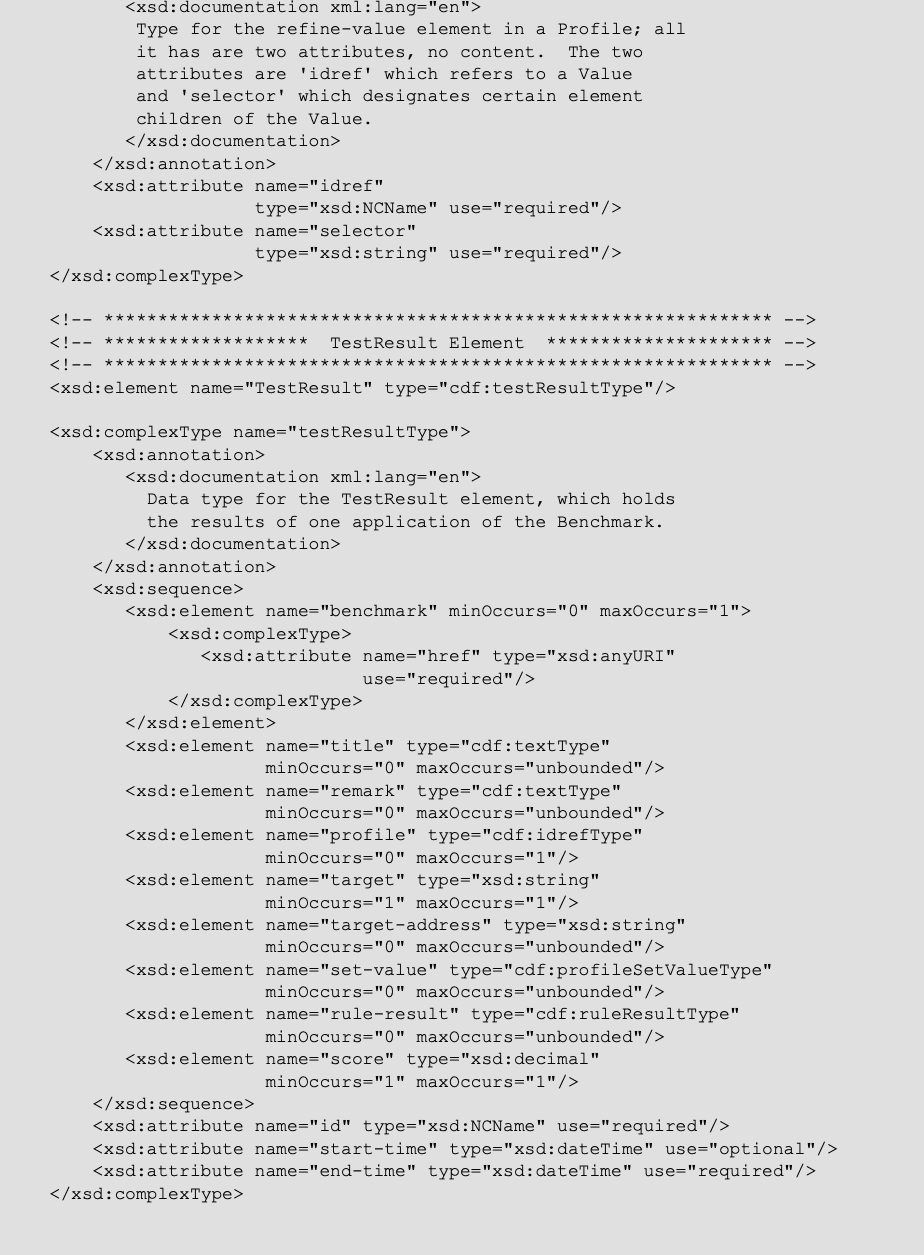 <xsd:documentation xml:lang="en">
Type for the refine-value element in a Profile; all
it has are two attributes, no content.  The two
attributes are 'idref' which refers to a Value
and 'selector' which designates certain element
children of the Value.
</xsd:documentation>
</xsd:annotation>
<xsd:attribute name="idref"
type="xsd:NCName" use="required"/>
<xsd:attribute name="selector"
type="xsd:string" use="required"/>
</xsd:complexType>
<!-- ************************************************************** -->
<!-- *******************  TestResult Element  ********************* -->
<!-- ************************************************************** -->
<xsd:element name="TestResult" type="cdf:testResultType"/>
<xsd:complexType name="testResultType">
<xsd:annotation>
<xsd:documentation xml:lang="en">
Data type for the TestResult element, which holds
the results of one application of the Benchmark.
</xsd:documentation>
</xsd:annotation>
<xsd:sequence>
<xsd:element name="benchmark" minOccurs="0" maxOccurs="1">
<xsd:complexType>
<xsd:attribute name="href" type="xsd:anyURI"
use="required"/>
</xsd:complexType>
</xsd:element>
<xsd:element name="title" type="cdf:textType"
minOccurs="0" maxOccurs="unbounded"/>
<xsd:element name="remark" type="cdf:textType"
minOccurs="0" maxOccurs="unbounded"/>
<xsd:element name="profile" type="cdf:idrefType"
minOccurs="0" maxOccurs="1"/>
<xsd:element name="target" type="xsd:string"
minOccurs="1" maxOccurs="1"/>
<xsd:element name="target-address" type="xsd:string"
minOccurs="0" maxOccurs="unbounded"/>
<xsd:element name="set-value" type="cdf:profileSetValueType"
minOccurs="0" maxOccurs="unbounded"/>
<xsd:element name="rule-result" type="cdf:ruleResultType"
minOccurs="0" maxOccurs="unbounded"/>
<xsd:element name="score" type="xsd:decimal"
minOccurs="1" maxOccurs="1"/>
</xsd:sequence>
<xsd:attribute name="id" type="xsd:NCName" use="required"/>
<xsd:attribute name="start-time" type="xsd:dateTime" use="optional"/>
<xsd:attribute name="end-time" type="xsd:dateTime" use="required"/>
</xsd:complexType>